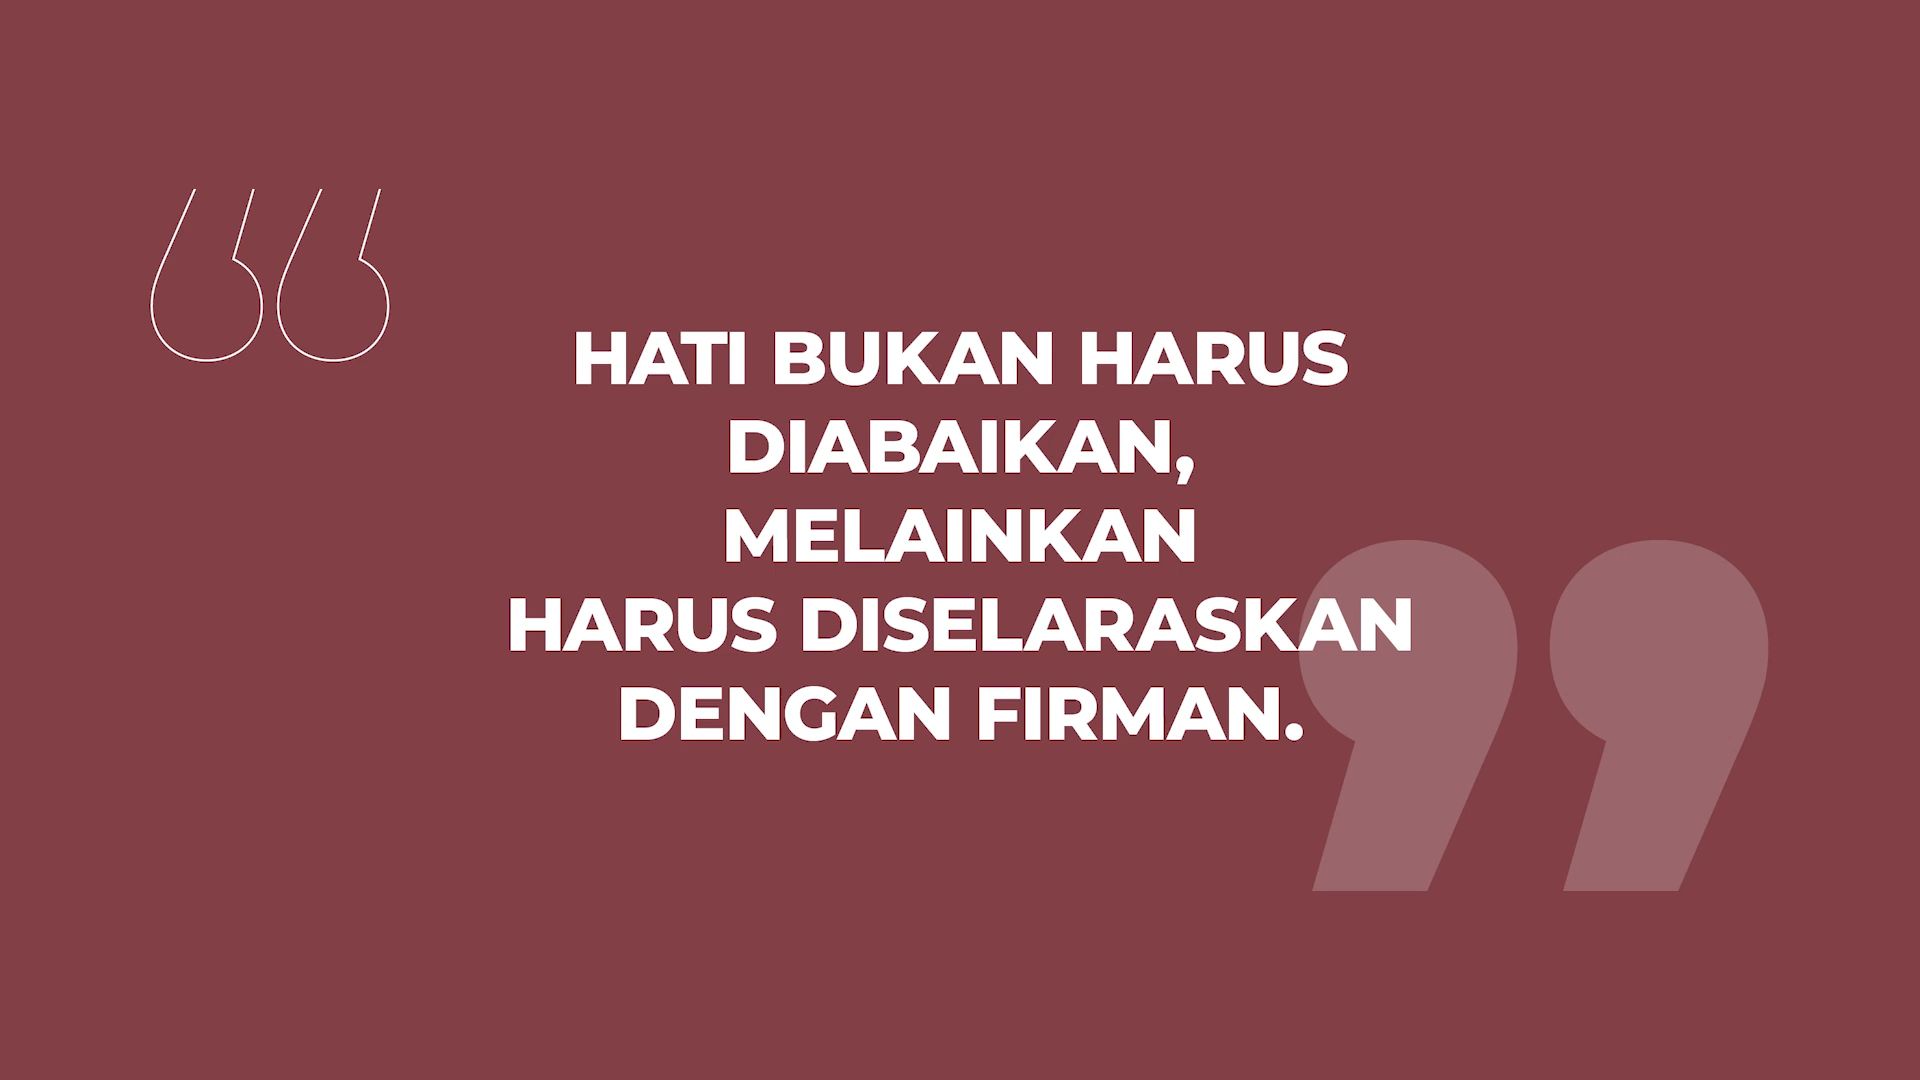 HATI BUKAN HARUS
DIABAIKAN,
MELAINKAN
HARUS DISELARASKAN
DENGAN FIRMAN.